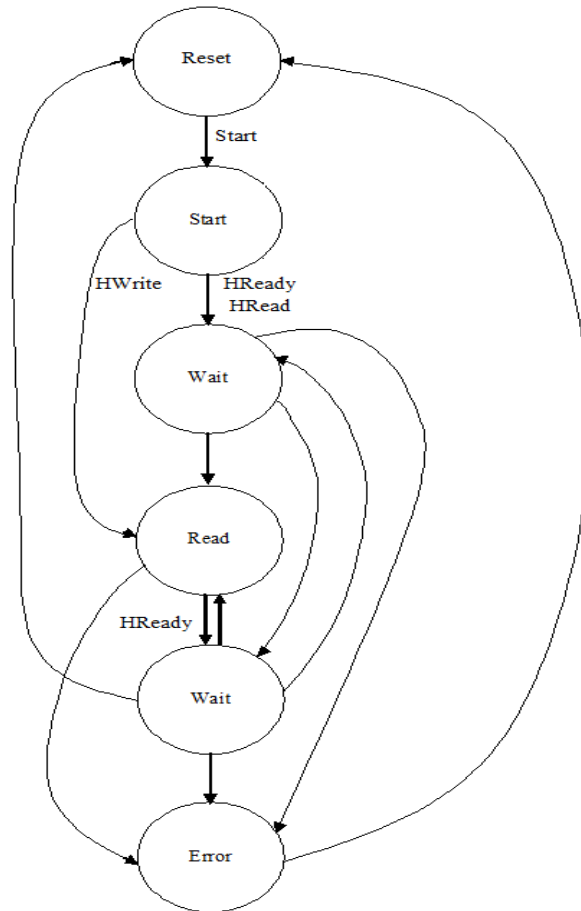 Reset
Start
Start
HWrite
HReady
HRead
Wait
Read
HReady
Wait
Error